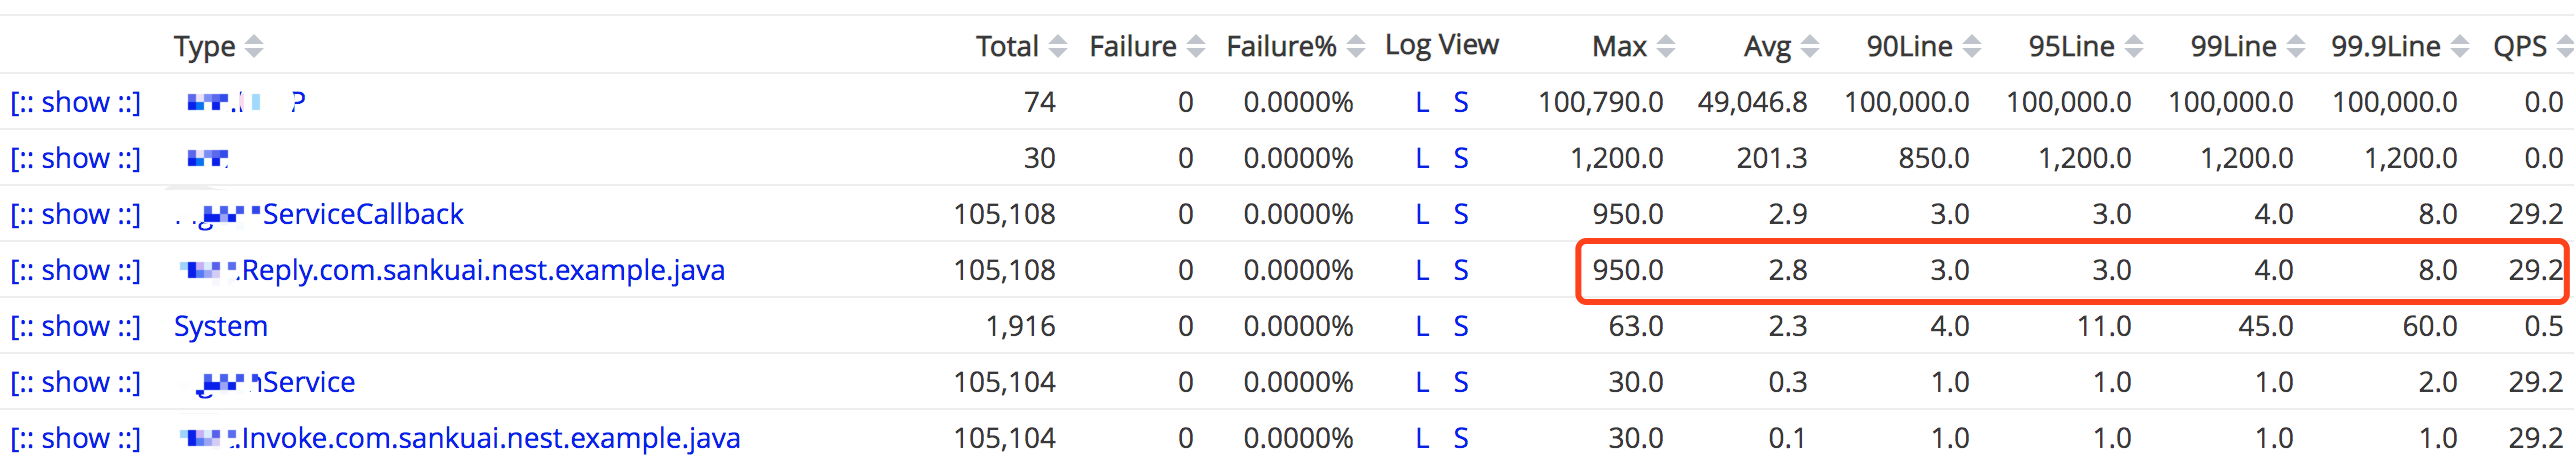 Type Total Failure Failure% Log View Max Avg 90Line 95Line 99Line 99.9Line QPS
[:: show ::] P 74 0 0.0000% L S 100,790.0 49,046.8 100,000.0 100,000.0 100,000.0 100,000.0 0.0
[:: show ::] 30 0 0.0000% L S 1,200.0 201.3 850.0 1,200.0 1,200.0 1,200.0 0.0
[:: show ::] ServiceCallback 105,108 0 0.0000% L S 950.0 2.9 3.0 3.0 4.0 8.0 29.2
[:: show ::] .Reply.com.sankuai.nest.example.java 105,108 0 0.0000% L S 950.0 2.8 3.0 3.0 4.0 8.0 29.2
[:: show ::] System 1,916 0 0.0000% L S 63.0 2.3 4.0 11.0 45.0 60.0 0.5
[:: show ::] Service 105,104 0 0.0000% L S 30.0 0.3 1.0 1.0 1.0 2.0 29.2
[:: show ::] .Invoke.com.sankuai.nest.example.java 105,104 0 0.0000% L S 30.0 0.1 1.0 1.0 1.0 1.0 29.2